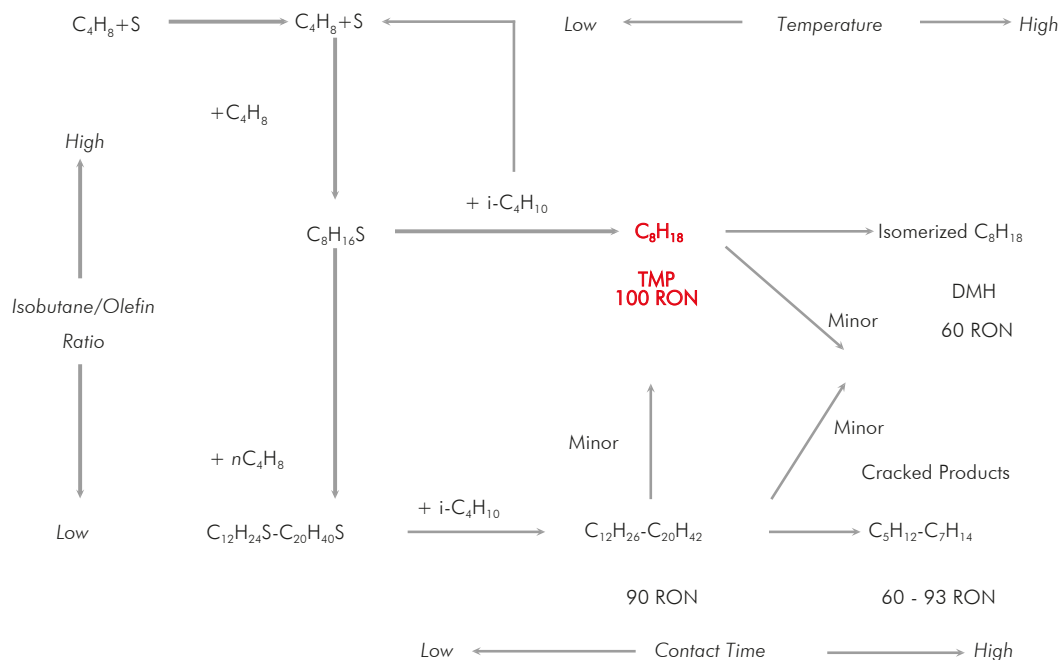 C₄H₈+S
C₄H₈+S
Low
Temperature
High
+C₄H₈
High
+ i-C₄H₁₀
C₈H₁₆S
C₈H₁₈
Isomerized C₈H₁₈
TMP
100 RON
DMH
60 RON
Isobutane/Olefin
Ratio
Minor
Minor
Minor
Cracked Products
+ nC₄H₈
+ i-C₄H₁₀
Low
C₁₂H₂₄S-C₂₀H₄₀S
C₁₂H₂₆-C₂₀H₄₂
C₅H₁₂-C₇H₁₄
90 RON
60 - 93 RON
Low
Contact Time
High